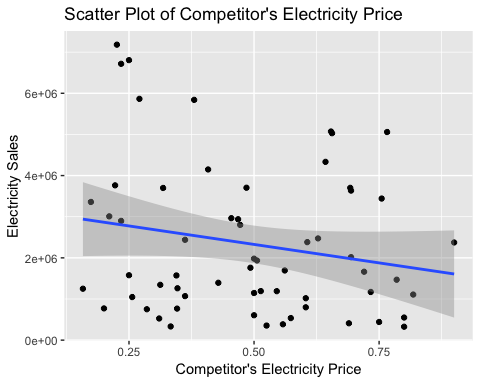 Scatter Plot of Competitor's Electricity Price
Electricity Sales
6e+06
4e+06
2e+06
0e+00
0.25 0.50 0.75
Competitor's Electricity Price